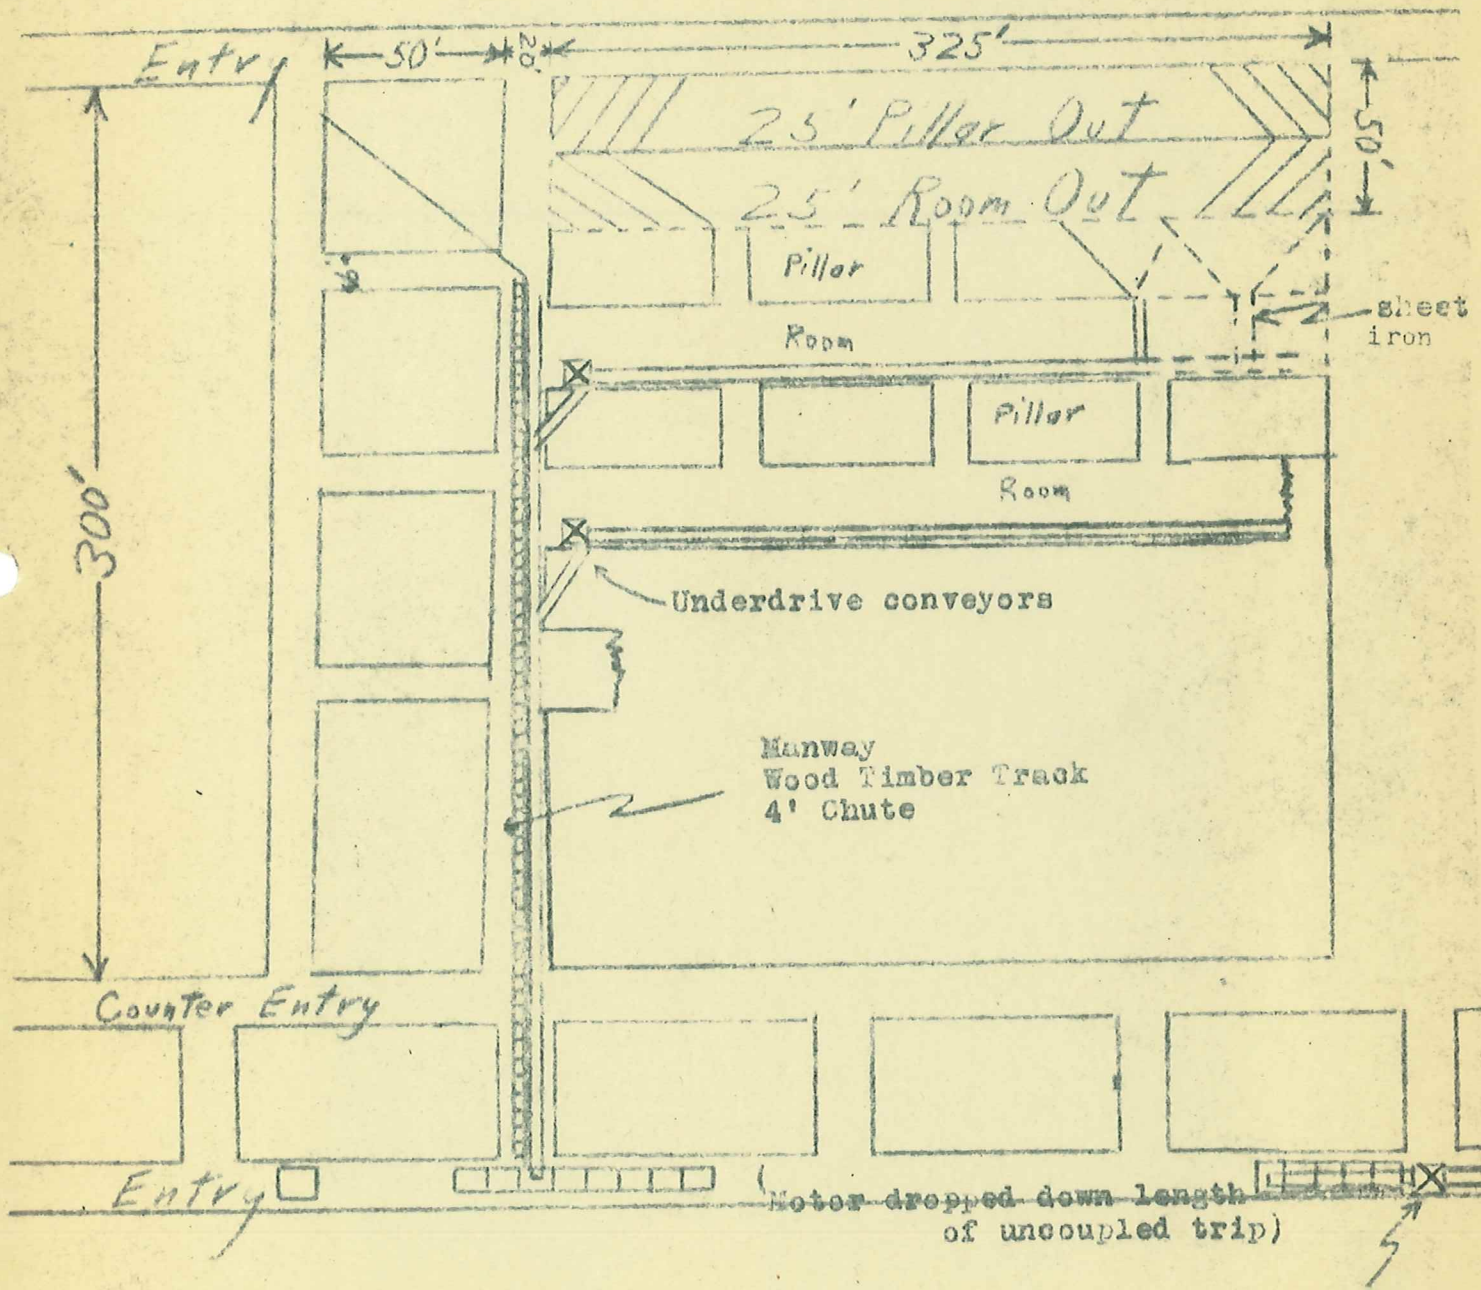 Entry
50'
20'
325'
50'
25' Pillar Out
25' Room Out
Pillar
sheet
iron
Room
Pillar
300'
Room
Underdrive conveyors
Manway
Wood Timber Track
4' Chute
Counter Entry
Entry
(Motor dropped down length
of uncoupled trip)